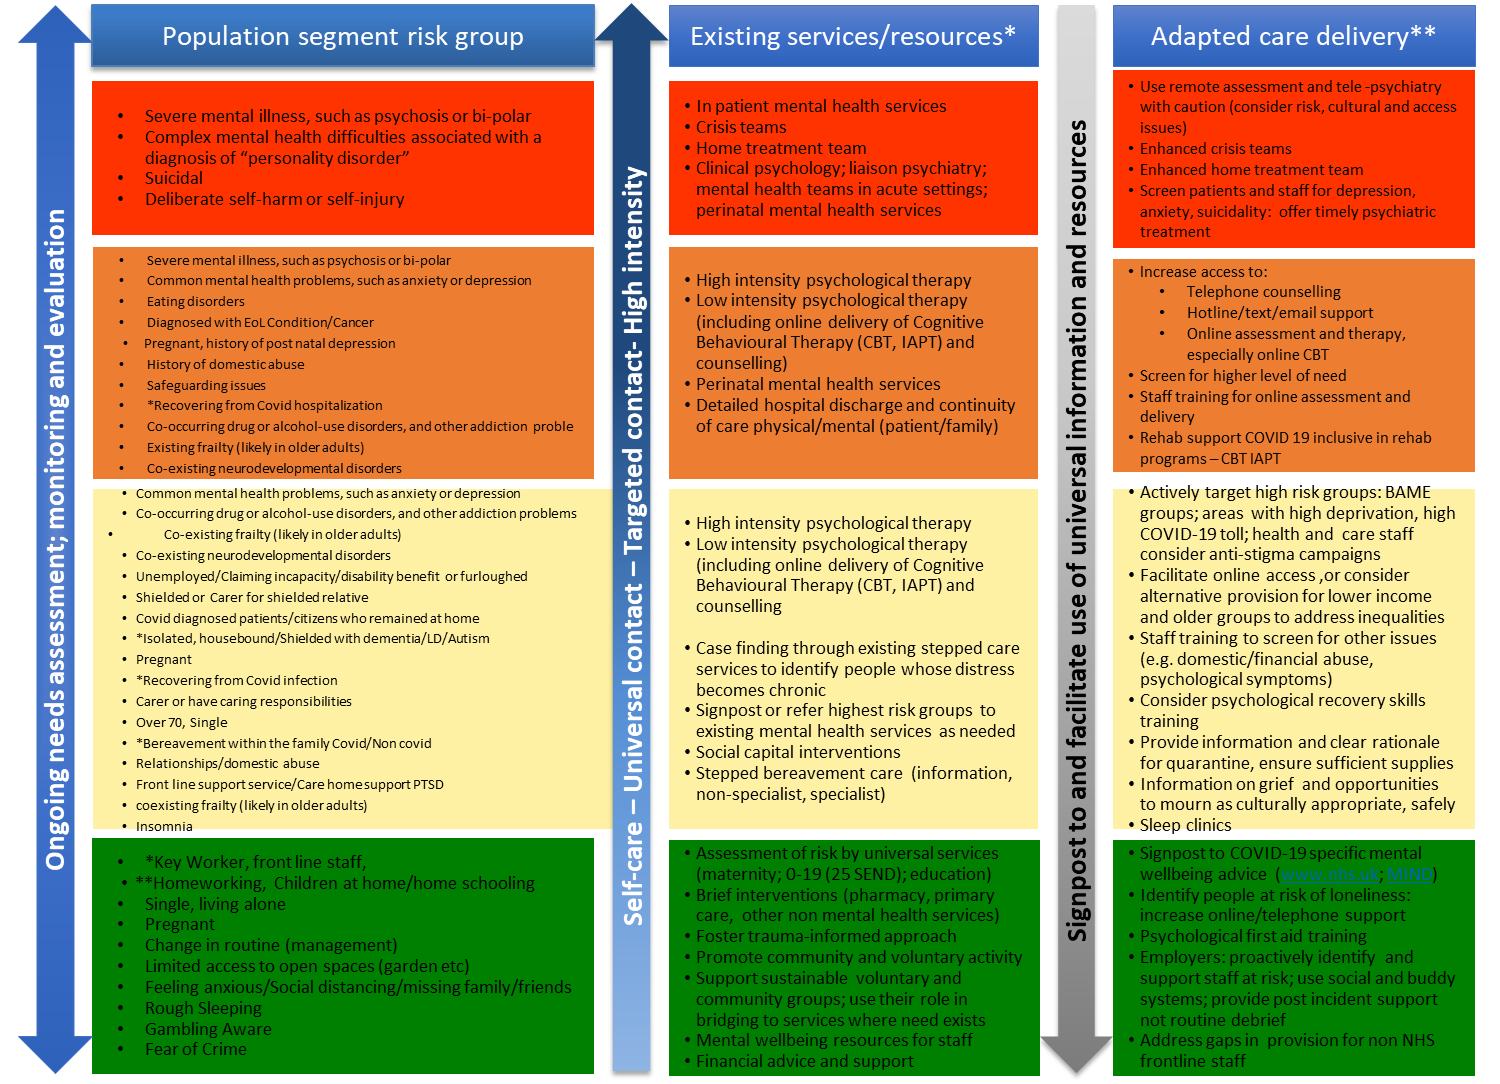 Population segment risk group
Existing services/resources*
Adapted care delivery**
Ongoing needs assessment; monitoring and evaluation
• Severe mental illness, such as psychosis or bi-polar
• Complex mental health difficulties associated with a
diagnosis of “personality disorder”
• Suicidal
• Deliberate self-harm or self-injury
• Severe mental illness, such as psychosis or bi-polar
• Common mental health problems, such as anxiety or depression
• Eating disorders
• Diagnosed with EoL Condition/Cancer
• Pregnant, history of post natal depression
• History of domestic abuse
• Safeguarding issues
• *Recovering from Covid hospitalization
• Co-occurring drug or alcohol-use disorders, and other addiction proble
• Existing frailty (likely in older adults)
• Co-existing neurodevelopmental disorders
• Common mental health problems, such as anxiety or depression
• Co-occurring drug or alcohol-use disorders, and other addiction problems
• Co-existing frailty (likely in older adults)
• Co-existing neurodevelopmental disorders
• Unemployed/Claiming incapacity/disability benefit or furloughed
• Shielded or Carer for shielded relative
• Covid diagnosed patients/citizens who remained at home
• *Isolated, housebound/Shielded with dementia/LD/Autism
• Pregnant
• *Recovering from Covid infection
• Carer or have caring responsibilities
• Over 70, Single
• *Bereavement within the family Covid/Non covid
• Relationships/domestic abuse
• Front line support service/Care home support PTSD
• coexisting frailty (likely in older adults)
• Insomnia
• *Key Worker, front line staff,
• **Homeworking, Children at home/home schooling
• Single, living alone
• Pregnant
• Change in routine (management)
• Limited access to open spaces (garden etc)
• Feeling anxious/Social distancing/missing family/friends
• Rough Sleeping
• Gambling Aware
• Fear of Crime
Self-care – Universal contact – Targeted contact- High intensity
• In patient mental health services
• Crisis teams
• Home treatment team
• Clinical psychology; liaison psychiatry;
mental health teams in acute settings;
perinatal mental health services
• High intensity psychological therapy
• Low intensity psychological therapy
(including online delivery of Cognitive
Behavioural Therapy (CBT, IAPT) and
counselling)
• Perinatal mental health services
• Detailed hospital discharge and continuity
of care physical/mental (patient/family)
• High intensity psychological therapy
• Low intensity psychological therapy
(including online delivery of Cognitive
Behavioural Therapy (CBT, IAPT) and
counselling
• Case finding through existing stepped care
services to identify people whose distress
becomes chronic
• Signpost or refer highest risk groups to
existing mental health services as needed
• Social capital interventions
• Stepped bereavement care (information,
non-specialist, specialist)
• Assessment of risk by universal services
(maternity; 0-19 (25 SEND); education)
• Brief interventions (pharmacy, primary
care, other non mental health services)
• Foster trauma-informed approach
• Promote community and voluntary activity
• Support sustainable voluntary and
community groups; use their role in
bridging to services where need exists
• Mental wellbeing resources for staff
• Financial advice and support
Signpost to and facilitate use of universal information and resources
• Use remote assessment and tele -psychiatry
with caution (consider risk, cultural and access
issues)
• Enhanced crisis teams
• Enhanced home treatment team
• Screen patients and staff for depression,
anxiety, suicidality: offer timely psychiatric
treatment
• Increase access to:
• Telephone counselling
• Hotline/text/email support
• Online assessment and therapy,
especially online CBT
• Screen for higher level of need
• Staff training for online assessment and
delivery
• Rehab support COVID 19 inclusive in rehab
programs – CBT IAPT
• Actively target high risk groups: BAME
groups; areas with high deprivation, high
COVID-19 toll; health and care staff
consider anti-stigma campaigns
• Facilitate online access ,or consider
alternative provision for lower income
and older groups to address inequalities
• Staff training to screen for other issues
(e.g. domestic/financial abuse,
psychological symptoms)
• Consider psychological recovery skills
training
• Provide information and clear rationale
for quarantine, ensure sufficient supplies
• Information on grief and opportunities
to mourn as culturally appropriate, safely
• Sleep clinics
• Signpost to COVID-19 specific mental
wellbeing advice (www.nhs.uk; MIND)
• Identify people at risk of loneliness:
increase online/telephone support
• Psychological first aid training
• Employers: proactively identify and
support staff at risk; use social and buddy
systems; provide post incident support
not routine debrief
• Address gaps in provision for non NHS
frontline staff